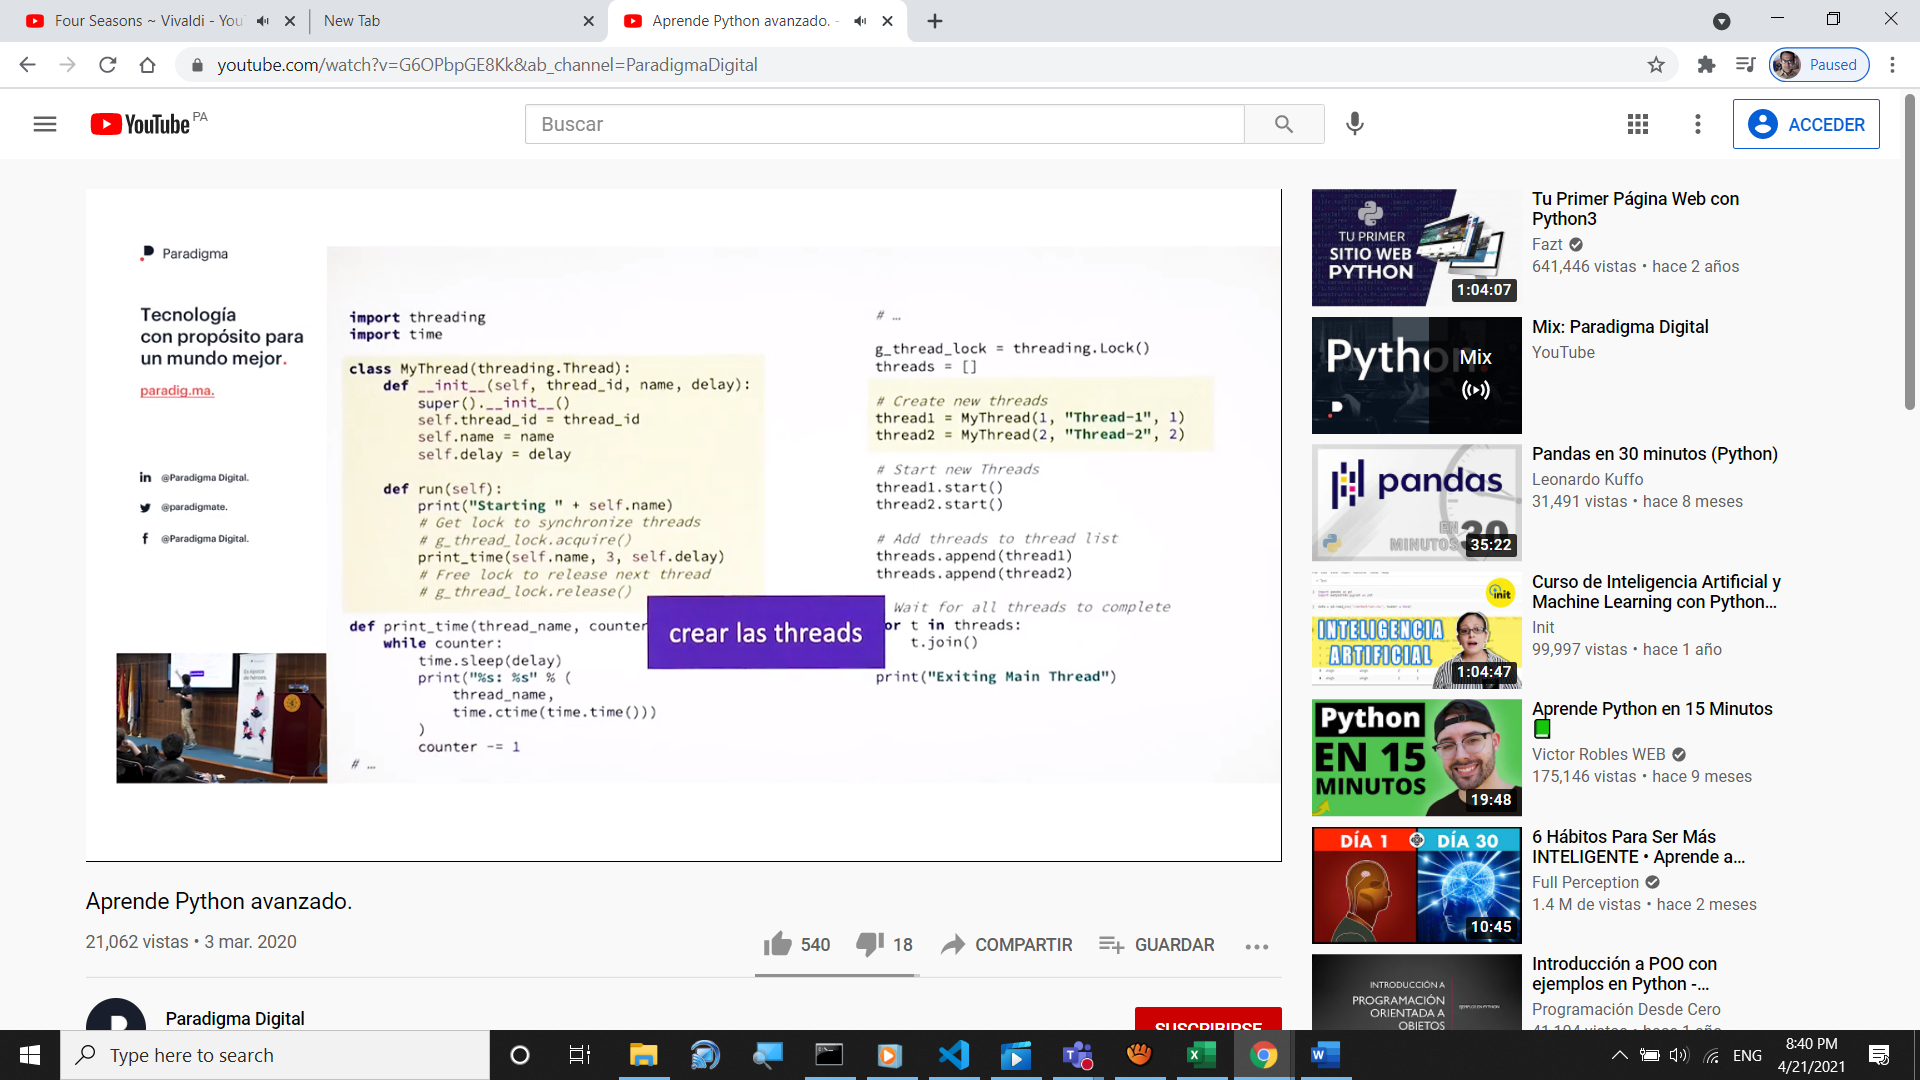 Four Seasons ~ Vivaldi - You
New Tab
Aprende Python avanzado. -
youtube.com/watch?v=G6OPbpGE8Kk&ab_channel=ParadigmaDigital
Paused
YouTube PA
Buscar
ACCEDER
Paradigma
Tecnología
con propósito para
un mundo mejor.
paradig.ma.
@Paradigma Digital.
@paradigmate.
@Paradigma Digital.
import threading
import time
class MyThread(threading.Thread):
def __init__(self, thread_id, name, delay):
super().__init__()
self.thread_id = thread_id
self.name = name
self.delay = delay
def run(self):
print("Starting " + self.name)
# Get lock to synchronize threads
# g_thread_lock.acquire()
print_time(self.name, 3, self.delay)
# Free lock to release next thread
# g_thread_lock.release()
def print_time(thread_name, counter
while counter:
time.sleep(delay)
print("%s: %s" % (
thread_name,
time.ctime(time.time()))
)
counter -= 1
# …
# …
g_thread_lock = threading.Lock()
threads = []
# Create new threads
thread1 = MyThread(1, "Thread-1", 1)
thread2 = MyThread(2, "Thread-2", 2)
# Start new Threads
thread1.start()
thread2.start()
# Add threads to thread list
threads.append(thread1)
threads.append(thread2)
Wait for all threads to complete
or t in threads:
t.join()
print("Exiting Main Thread")
crear las threads
Aprende Python avanzado.
21,062 vistas • 3 mar. 2020
540
18
COMPARTIR
GUARDAR
Paradigma Digital
SUSCRIBIRSE
TU PRIMER
SITIO WEB
PYTHON
1:04:07
Tu Primer Página Web con
Python3
Fazt
641,446 vistas • hace 2 años
Python.
Mix
Mix: Paradigma Digital
YouTube
pandas
EN 30
MINUTOS
35:22
Pandas en 30 minutos (Python)
Leonardo Kuffo
31,491 vistas • hace 8 meses
init
INTELIGENCIA
ARTIFICIAL
1:04:47
Curso de Inteligencia Artificial y
Machine Learning con Python...
Init
99,997 vistas • hace 1 año
Python
EN 15
MINUTOS
19:48
Aprende Python en 15 Minutos
Victor Robles WEB
175,146 vistas • hace 9 meses
DÍA 1
DÍA 30
10:45
6 Hábitos Para Ser Más
INTELIGENTE • Aprende a...
Full Perception
1.4 M de vistas • hace 2 meses
INTRODUCCIÓN A
PROGRAMACIÓN
ORIENTADA A
OBJETOS
EJEMPLOS EN PYTHON
Introducción a POO con
ejemplos en Python -...
Programación Desde Cero
41,194 vistas • hace 1 año
Type here to search
ENG
8:40 PM
4/21/2021